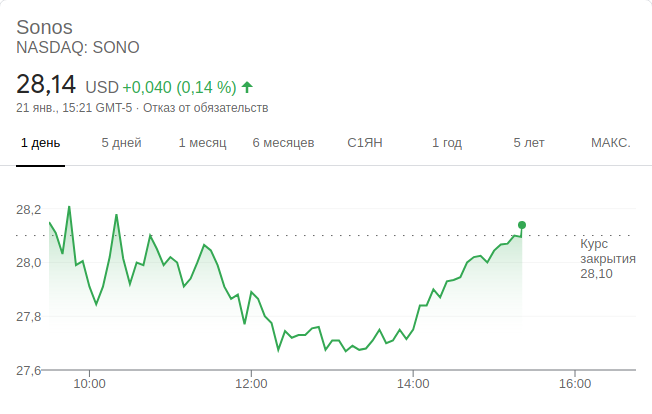 Sonos
NASDAQ: SONO
28,14 USD +0,040 (0,14 %)
21 янв., 15:21 GMT-5 · Отказ от обязательств
1 день 5 дней 1 месяц 6 месяцев С1ЯН 1 год 5 лет МАКС.
28,2
Курс
закрытия
28,10
28,0
27,8
27,6
10:00 12:00 14:00 16:00